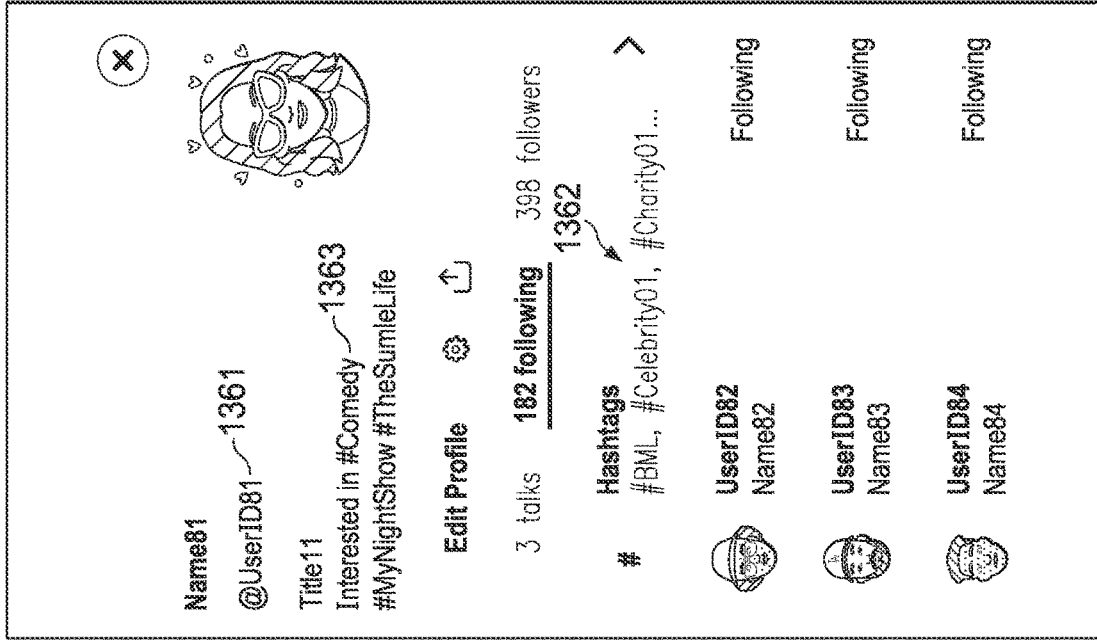 X
Name81
@UserID81 1361
Title11
Interested in #Comedy 1363
#MyNightShow #TheSumleLife
Edit Profile
3 talks 182 following 398 followers
1362
# Hashtags
#BML, #Celebrity01, #Charity01...
UserID82
Name82 Following
UserID83
Name83 Following
UserID84
Name84 Following